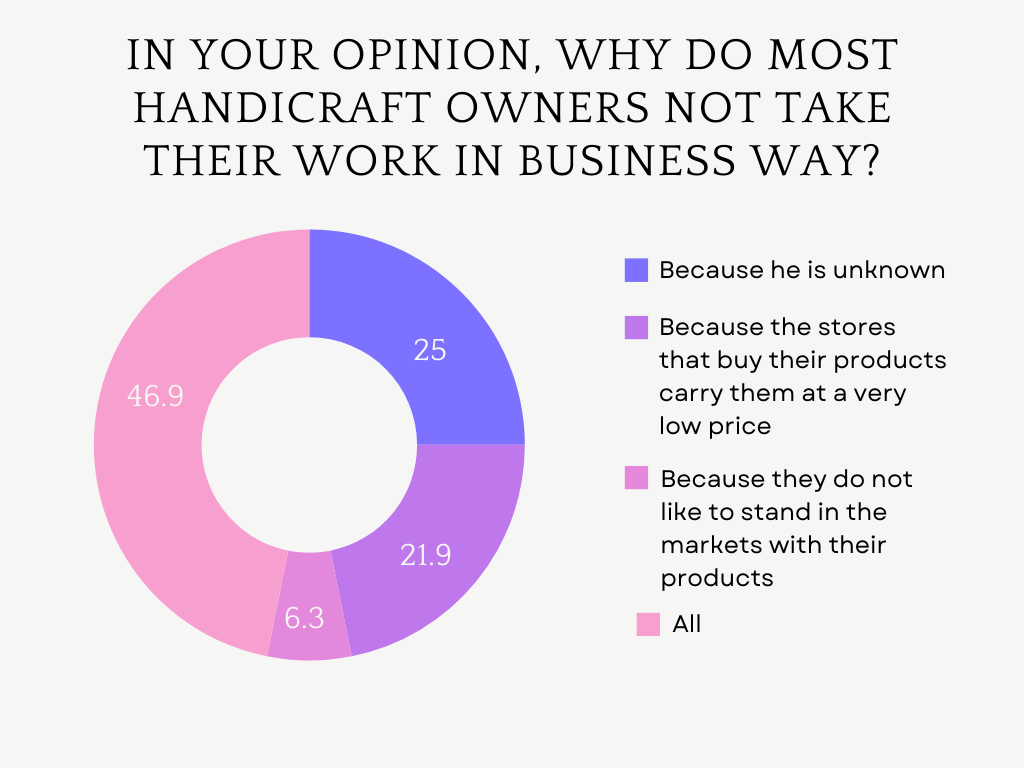 IN YOUR OPINION, WHY DO MOST
HANDICRAFT OWNERS NOT TAKE
THEIR WORK IN BUSINESS WAY?
25
46.9
21.9
6.3
Because he is unknown
Because the stores
that buy their products
carry them at a very
low price
Because they do not
like to stand in the
markets with their
products
All